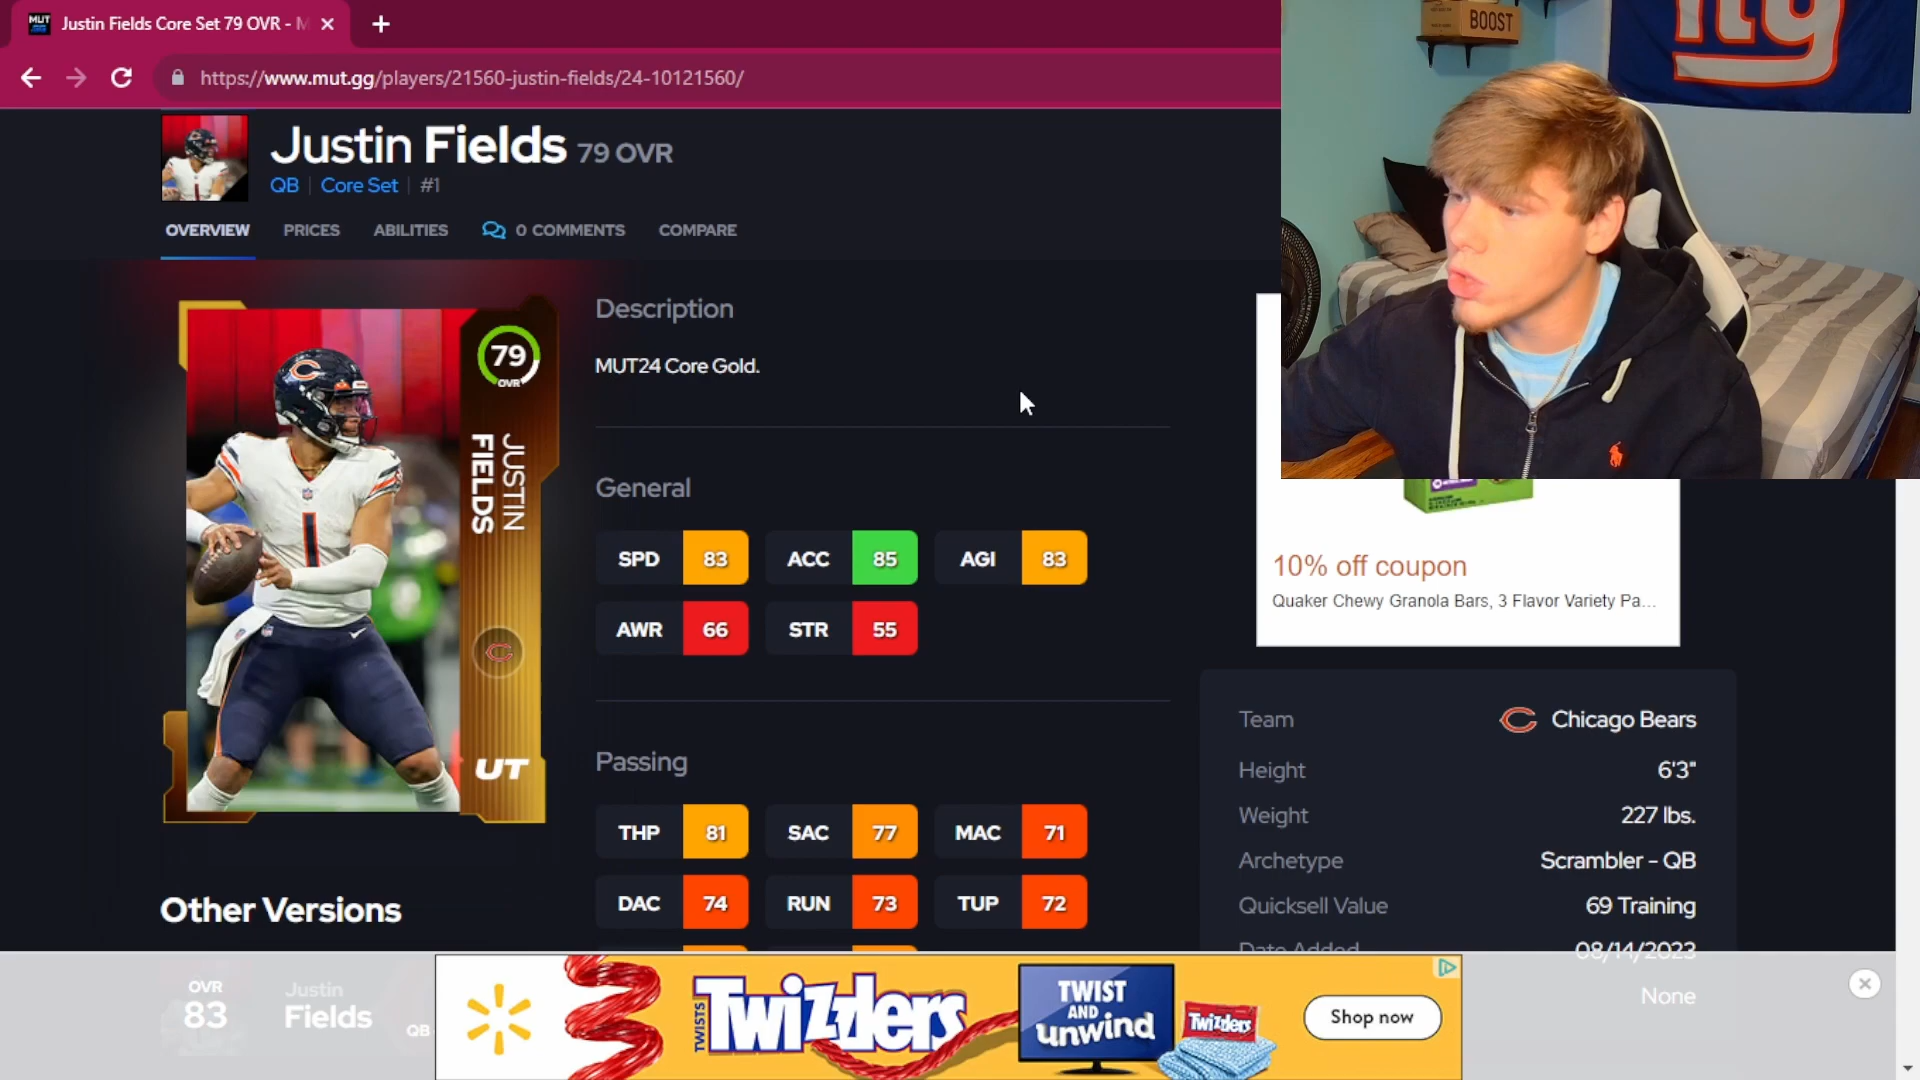 Justin Fields Core Set 79 OVR - M
https://www.mut.gg/players/21560-justin-fields/24-10121560/
BOOST
ny
Justin Fields 79 OVR
QB | Core Set | #1
OVERVIEW PRICES ABILITIES 0 COMMENTS COMPARE
79
OVR
JUSTIN
FIELDS
UT
Description
MUT24 Core Gold.
General
SPD 83 ACC 85 AGI 83
AWR 66 STR 55
Passing
THP 81 SAC 77 MAC 71
DAC 74 RUN 73 TUP 72
10% off coupon
Quaker Chewy Granola Bars, 3 Flavor Variety Pa...
Team Chicago Bears
Height 6'3"
Weight 227 lbs.
Archetype Scrambler - QB
Quicksell Value 69 Training
Date Added 08/14/2023
None
Other Versions
OVR
83
Justin
Fields
QB
TWISTS
Twizzlers
TWIST
AND
unwind
Twizzlers
Shop now